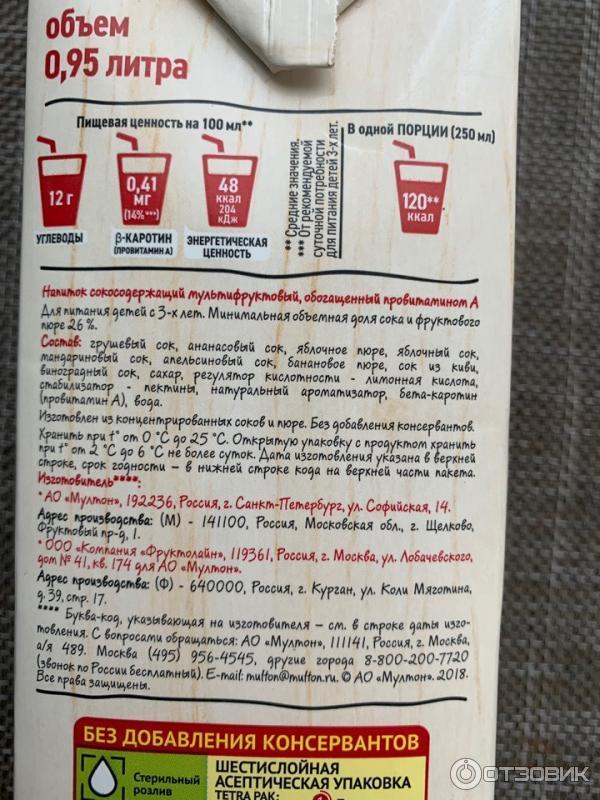 объем
0,95 литра
Пищевая ценность на 100 мл**
12 г
УГЛЕВОДЫ
0,41
мг
(14%***)
β-КАРОТИН
(ПРОВИТАМИН А)
48
ккал
204
кДж
ЭНЕРГЕТИЧЕСКАЯ
ЦЕННОСТЬ
** Средние значения.
*** От рекомендуемой
суточной потребности
для питания детей 3-х лет.
В одной ПОРЦИИ (250 мл)
120**
ккал
Напиток сокосодержащий мультифруктовый, обогащенный провитамином А
Для питания детей с 3-х лет. Минимальная объемная доля сока и фруктового
пюре 26 %.
Состав: грушевый сок, ананасовый сок, яблочное пюре, яблочный сок,
мандариновый сок, апельсиновый сок, банановое пюре, сок из киви,
виноградный сок, сахар, регулятор кислотности - лимонная кислота,
стабилизатор - пектины, натуральный ароматизатор, бета-каротин
(провитамин А), вода.
Изготовлен из концентрированных соков и пюре. Без добавления консервантов.
Хранить при t° от 0 °C до 25 °C. Открытую упаковку с продуктом хранить
при t° от 2 °C до 6 °C не более суток. Дата изготовления указана в верхней
строке, срок годности – в нижней строке кода на верхней части пакета.
Изготовитель****:
• АО «Мултон», 192236, Россия, г. Санкт-Петербург, ул. Софийская, 14.
Адрес производства: (М) - 141100, Россия, Московская обл., г. Щелково,
Фруктовый пр-д, 1.
• ООО «Компания «Фруктолайн», 119361, Россия, г. Москва, ул. Лобачевского,
дом № 41, кв. 174 для АО «Мултон».
Адрес производства: (Ф) - 640000, Россия, г. Курган, ул. Коли Мяготина,
д. 39, стр. 17.
**** Буква-код, указывающая на изготовителя – см. в строке даты изго-
товления. С вопросами обращаться: АО «Мултон», 111141, Россия, г. Москва,
а/я 489. Москва (495) 956-4545, другие города 8-800-200-7720
(звонок по России бесплатный). E-mail: multon@multon.ru. © АО «Мултон». 2018.
Все права защищены.
БЕЗ ДОБАВЛЕНИЯ КОНСЕРВАНТОВ
Стерильный
розлив
ШЕСТИСЛОЙНАЯ
АСЕПТИЧЕСКАЯ УПАКОВКА
TETRA PAK:
ОТЗОВИК